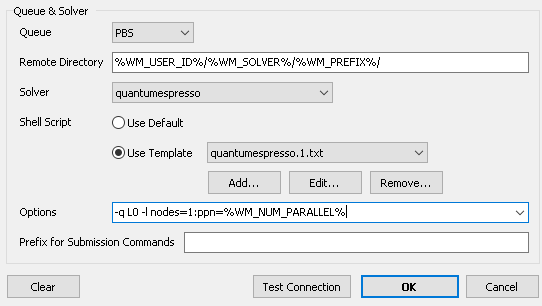 Queue & Solver
Queue PBS
Remote Directory %WM_USER_ID%/%WM_SOLVER%/%WM_PREFIX%/
Solver quantumespresso
Shell Script Use Default
Use Template quantumespresso.1.txt
Add... Edit... Remove...
Options -q L0 -l nodes=1:ppn=%WM_NUM_PARALLEL%
Prefix for Submission Commands
Clear Test Connection OK Cancel